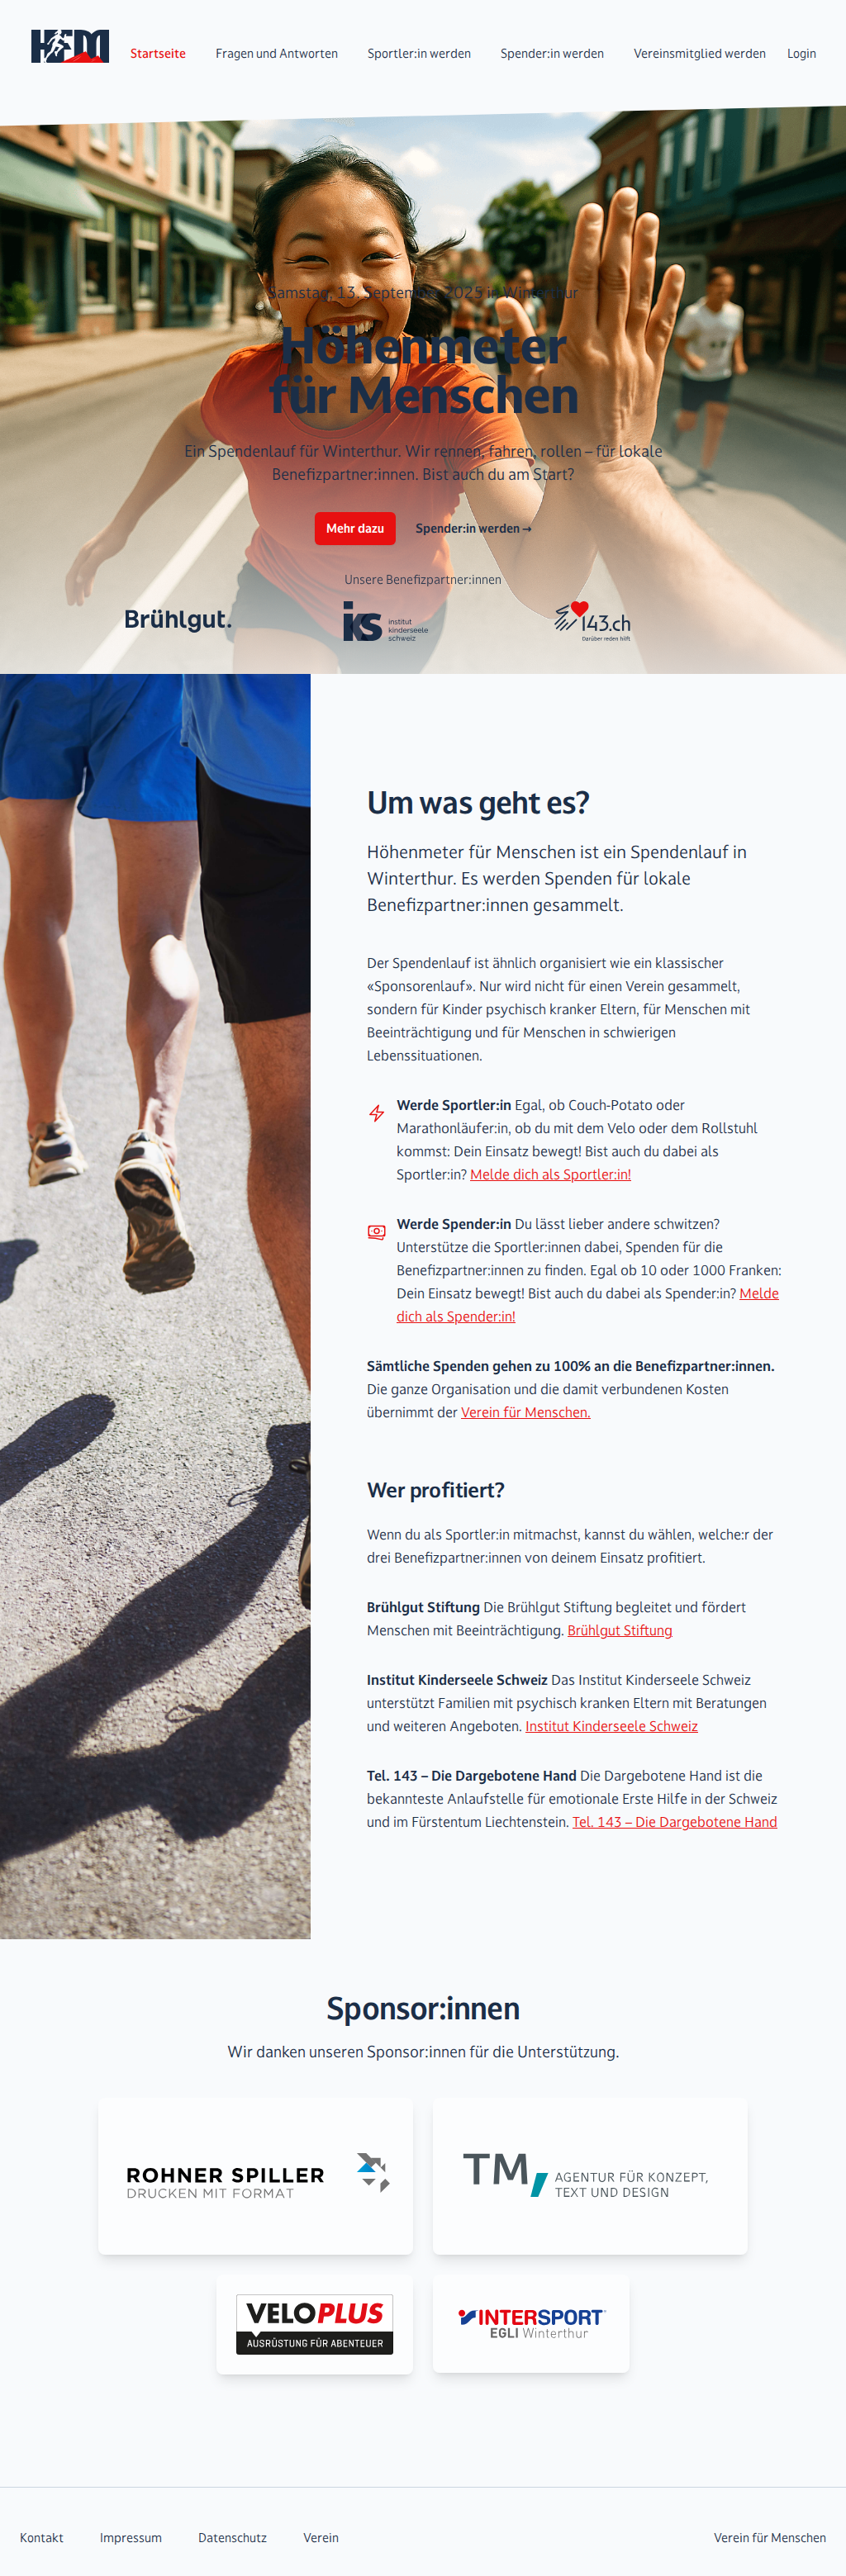 HFM
Startseite
Fragen und Antworten
Sportler:in werden
Spender:in werden
Vereinsmitglied werden
Login
Samstag, 13. September 2025 in Winterthur
Höhenmeter
für Menschen
Ein Spendenlauf für Winterthur. Wir rennen, fahren, rollen – für lokale
Benefizpartner:innen. Bist auch du am Start?
Mehr dazu
Spender:in werden →
Unsere Benefizpartner:innen
Brühlgut.
iks institut
kinderseele
schweiz
143.ch
Darüber reden hilft
Um was geht es?
Höhenmeter für Menschen ist ein Spendenlauf in
Winterthur. Es werden Spenden für lokale
Benefizpartner:innen gesammelt.
Der Spendenlauf ist ähnlich organisiert wie ein klassischer
«Sponsorenlauf». Nur wird nicht für einen Verein gesammelt,
sondern für Kinder psychisch kranker Eltern, für Menschen mit
Beeinträchtigung und für Menschen in schwierigen
Lebenssituationen.
Werde Sportler:in Egal, ob Couch-Potato oder
Marathonläufer:in, ob du mit dem Velo oder dem Rollstuhl
kommst: Dein Einsatz bewegt! Bist auch du dabei als
Sportler:in? Melde dich als Sportler:in!
Werde Spender:in Du lässt lieber andere schwitzen?
Unterstütze die Sportler:innen dabei, Spenden für die
Benefizpartner:innen zu finden. Egal ob 10 oder 1000 Franken:
Dein Einsatz bewegt! Bist auch du dabei als Spender:in? Melde
dich als Spender:in!
Sämtliche Spenden gehen zu 100% an die Benefizpartner:innen.
Die ganze Organisation und die damit verbundenen Kosten
übernimmt der Verein für Menschen.
Wer profitiert?
Wenn du als Sportler:in mitmachst, kannst du wählen, welche:r der
drei Benefizpartner:innen von deinem Einsatz profitiert.
Brühlgut Stiftung Die Brühlgut Stiftung begleitet und fördert
Menschen mit Beeinträchtigung. Brühlgut Stiftung
Institut Kinderseele Schweiz Das Institut Kinderseele Schweiz
unterstützt Familien mit psychisch kranken Eltern mit Beratungen
und weiteren Angeboten. Institut Kinderseele Schweiz
Tel. 143 – Die Dargebotene Hand Die Dargebotene Hand ist die
bekannteste Anlaufstelle für emotionale Erste Hilfe in der Schweiz
und im Fürstentum Liechtenstein. Tel. 143 – Die Dargebotene Hand
Sponsor:innen
Wir danken unseren Sponsor:innen für die Unterstützung.
ROHNER SPILLER
DRUCKEN MIT FORMAT
TM, AGENTUR FÜR KONZEPT,
TEXT UND DESIGN
VELOPLUS
AUSRÜSTUNG FÜR ABENTEUER
INTERSPORT
EGLI Winterthur
Kontakt
Impressum
Datenschutz
Verein
Verein für Menschen